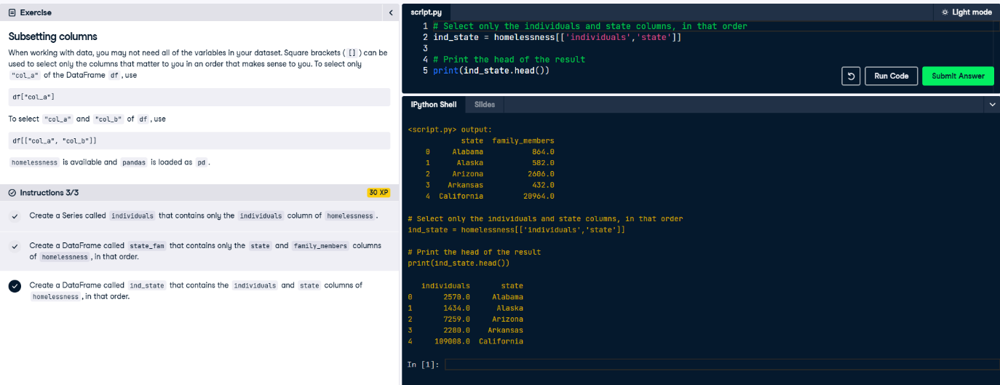 Exercise
Subsetting columns
When working with data, you may not need all of the variables in your dataset. Square brackets ( [] ) can be
used to select only the columns that matter to you in an order that makes sense to you. To select only
"col_a" of the DataFrame df , use
df["col_a"]
To select "col_a" and "col_b" of df , use
df[["col_a", "col_b"]]
homelessness is available and pandas is loaded as pd .
Instructions 3/3
30 XP
Create a Series called individuals that contains only the individuals column of homelessness .
Create a DataFrame called state_fam that contains only the state and family_members columns
of homelessness , in that order.
Create a DataFrame called ind_state that contains the individuals and state columns of
homelessness , in that order.
script.py
Light mode
1 # Select only the individuals and state columns, in that order
2 ind_state = homelessness[['individuals','state']]
3
4 # Print the head of the result
5 print(ind_state.head())
Run Code
Submit Answer
IPython Shell
Slides
<script.py> output:
state family_members
0 Alabama 864.0
1 Alaska 582.0
2 Arizona 2606.0
3 Arkansas 432.0
4 California 20964.0
# Select only the individuals and state columns, in that order
ind_state = homelessness[['individuals','state']]
# Print the head of the result
print(ind_state.head())
individuals state
0 2570.0 Alabama
1 1434.0 Alaska
2 7259.0 Arizona
3 2280.0 Arkansas
4 109008.0 California
In [1]: